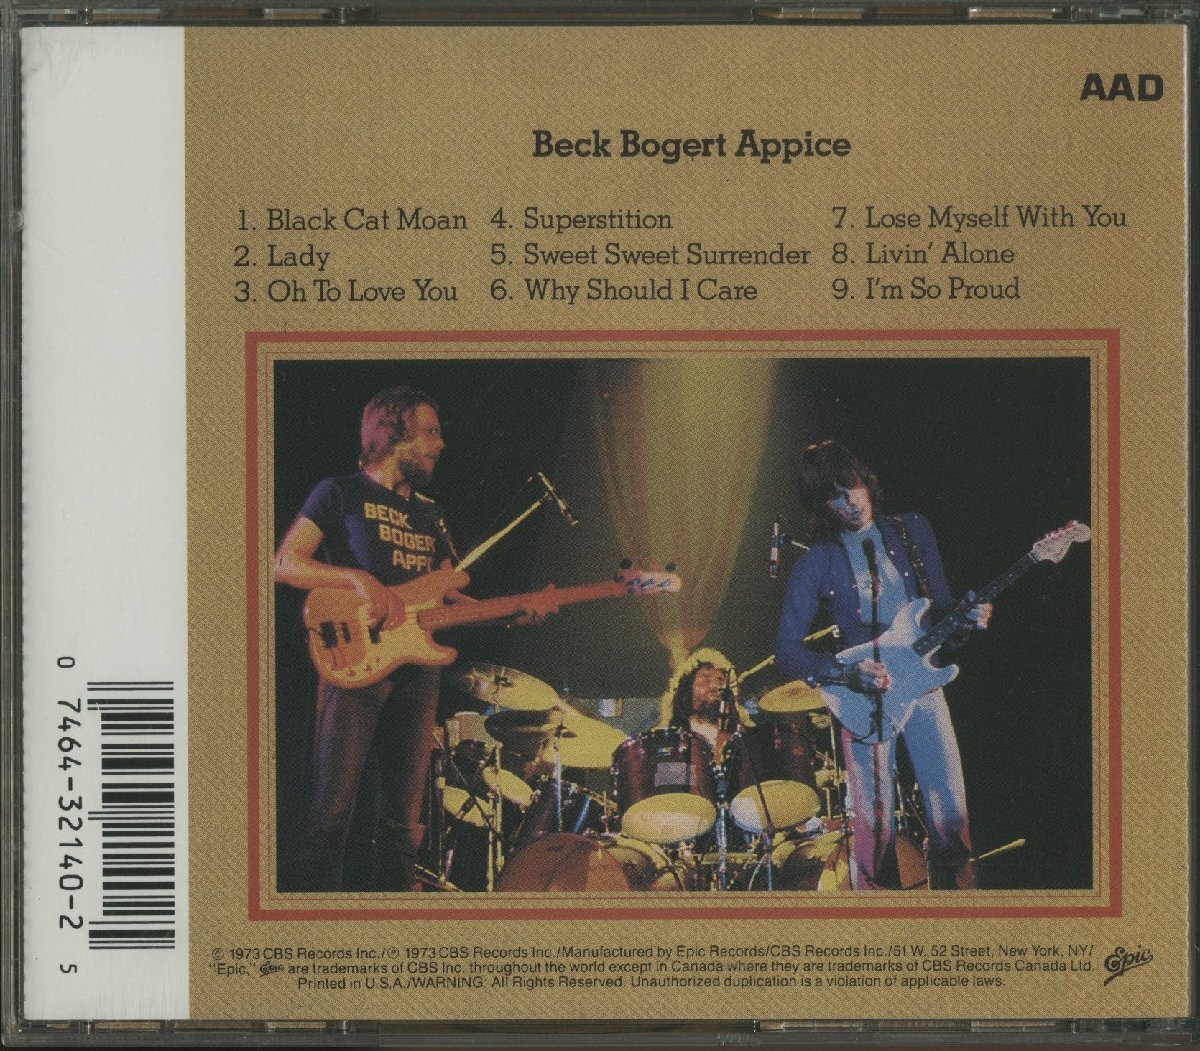 AAD
Beck Bogert Appice
1. Black Cat Moan
2. Lady
3. Oh To Love You
4. Superstition
5. Sweet Sweet Surrender
6. Why Should I Care
7. Lose Myself With You
8. Livin' Alone
9. I'm So Proud
BECK
BOGER
APPI
0 7464-32140-2 5
© 1973 CBS Records Inc./℗ 1973 CBS Records Inc./Manufactured by Epic Records/CBS Records Inc./51 W. 52 Street, New York, NY/
"Epic," Epic are trademarks of CBS Inc. throughout the world except in Canada where they are trademarks of CBS Records Canada Ltd.
Printed in U.S.A./WARNING: All Rights Reserved. Unauthorized duplication is a violation of applicable laws.
Epic